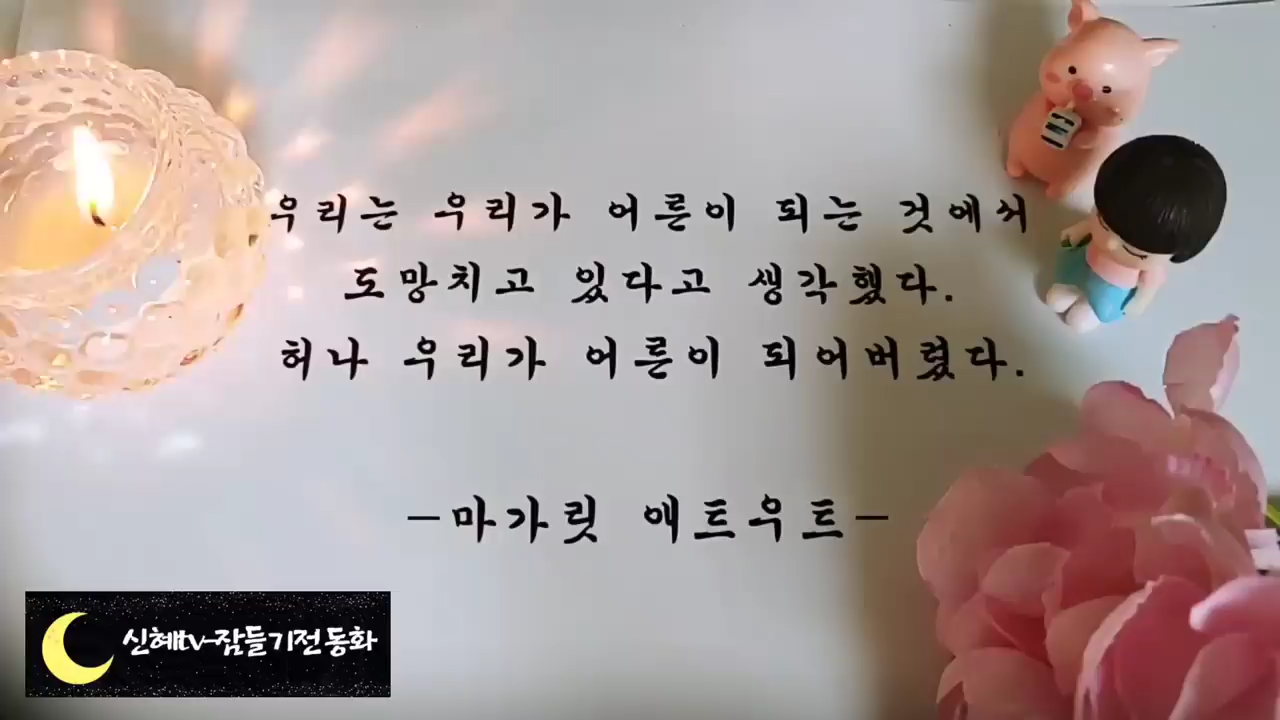 우리는 우리가 어른이 되는 것에서
도망치고 있다고 생각했다.
허나 우리가 어른이 되어버렸다.
-마가릿 애트우트-
신혜tv-잠들기전 동화